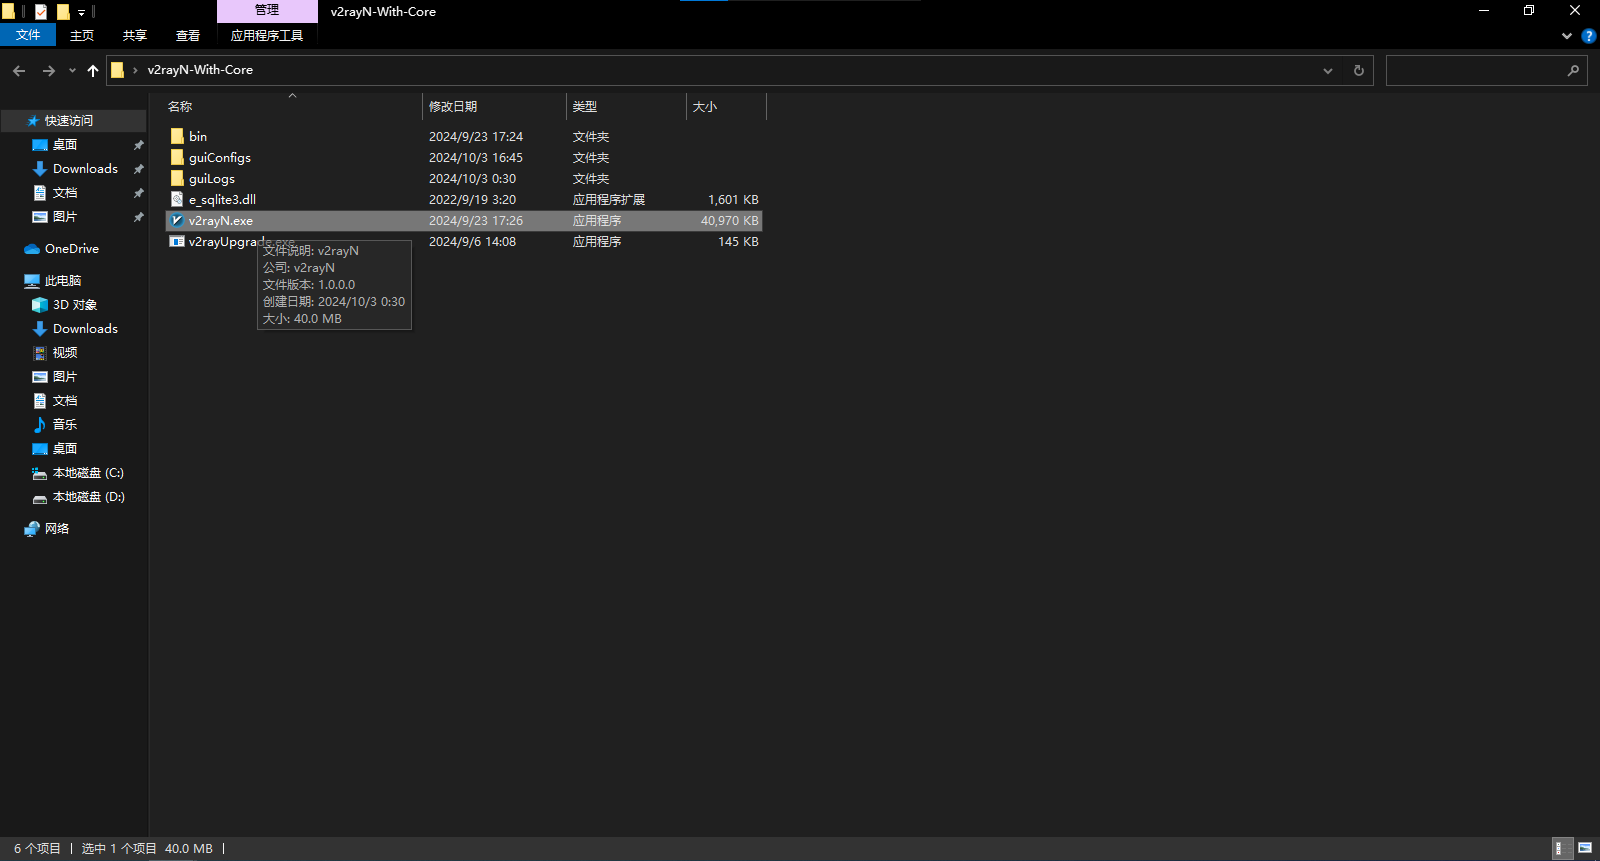 管理
v2rayN-With-Core
文件
主页
共享
查看
应用程序工具
v2rayN-With-Core
名称
修改日期
类型
大小
快速访问
桌面
Downloads
文档
图片
OneDrive
此电脑
3D 对象
Downloads
视频
图片
文档
音乐
桌面
本地磁盘 (C:)
本地磁盘 (D:)
网络
bin 2024/9/23 17:24 文件夹
guiConfigs 2024/10/3 16:45 文件夹
guiLogs 2024/10/3 0:30 文件夹
e_sqlite3.dll 2022/9/19 3:20 应用程序扩展 1,601 KB
v2rayN.exe 2024/9/23 17:26 应用程序 40,970 KB
v2rayUpgrade.exe 2024/9/6 14:08 应用程序 145 KB
文件说明: v2rayN
公司: v2rayN
文件版本: 1.0.0.0
创建日期: 2024/10/3 0:30
大小: 40.0 MB
6 个项目
选中 1 个项目 40.0 MB